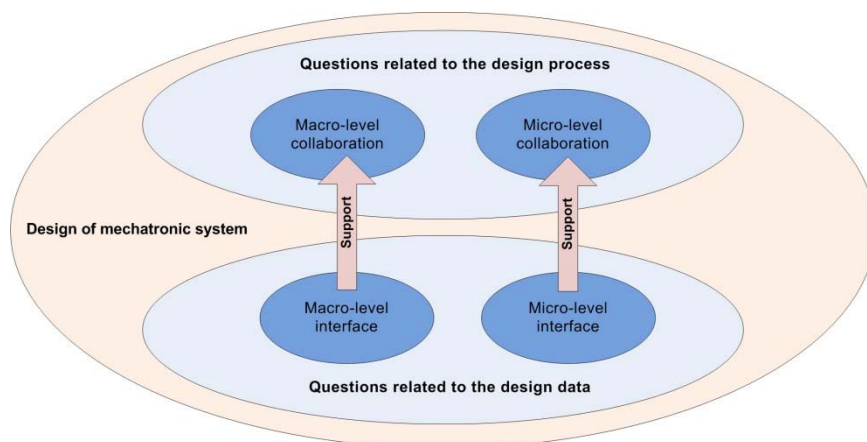 Questions related to the design process
Macro-level
collaboration
Micro-level
collaboration
Support
Support
Design of mechatronic system
Macro-level
interface
Micro-level
interface
Questions related to the design data